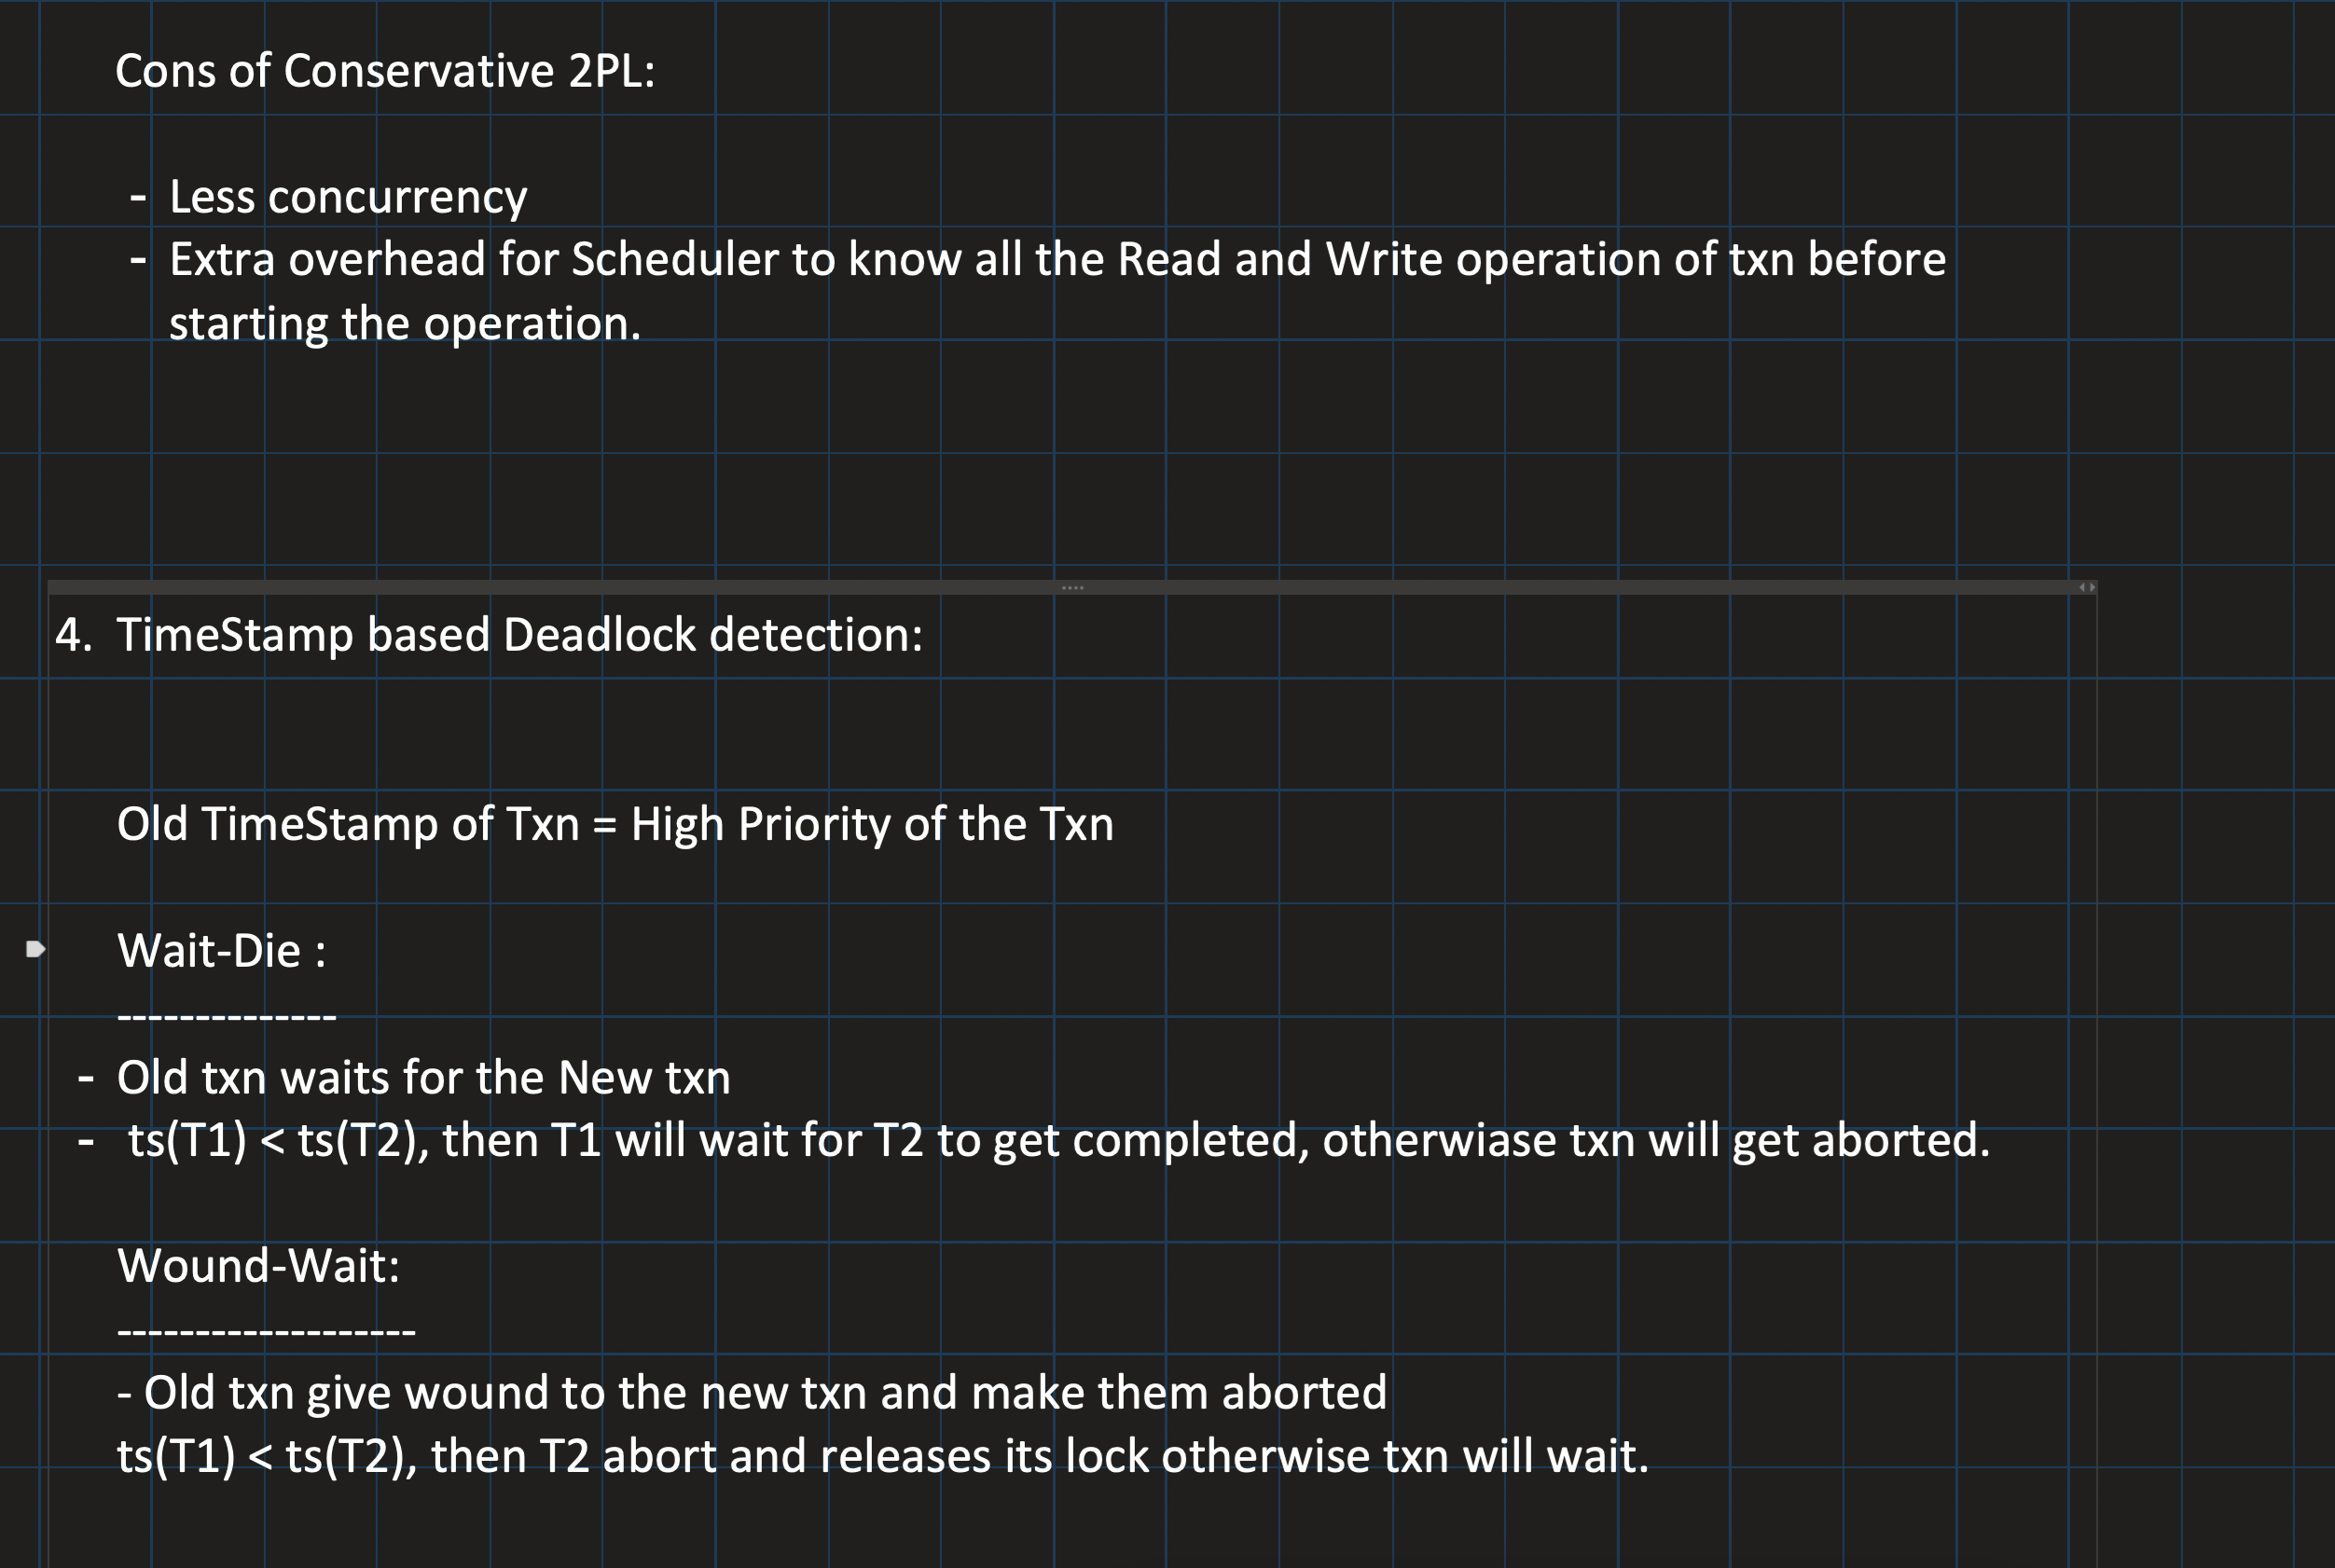 Cons of Conservative 2PL:
- Less concurrency
- Extra overhead for Scheduler to know all the Read and Write operation of txn before
starting the operation.
4. TimeStamp based Deadlock detection:
Old TimeStamp of Txn = High Priority of the Txn
Wait-Die :
--------------
- Old txn waits for the New txn
- ts(T1) < ts(T2), then T1 will wait for T2 to get completed, otherwiase txn will get aborted.
Wound-Wait:
-------------------
- Old txn give wound to the new txn and make them aborted
ts(T1) < ts(T2), then T2 abort and releases its lock otherwise txn will wait.